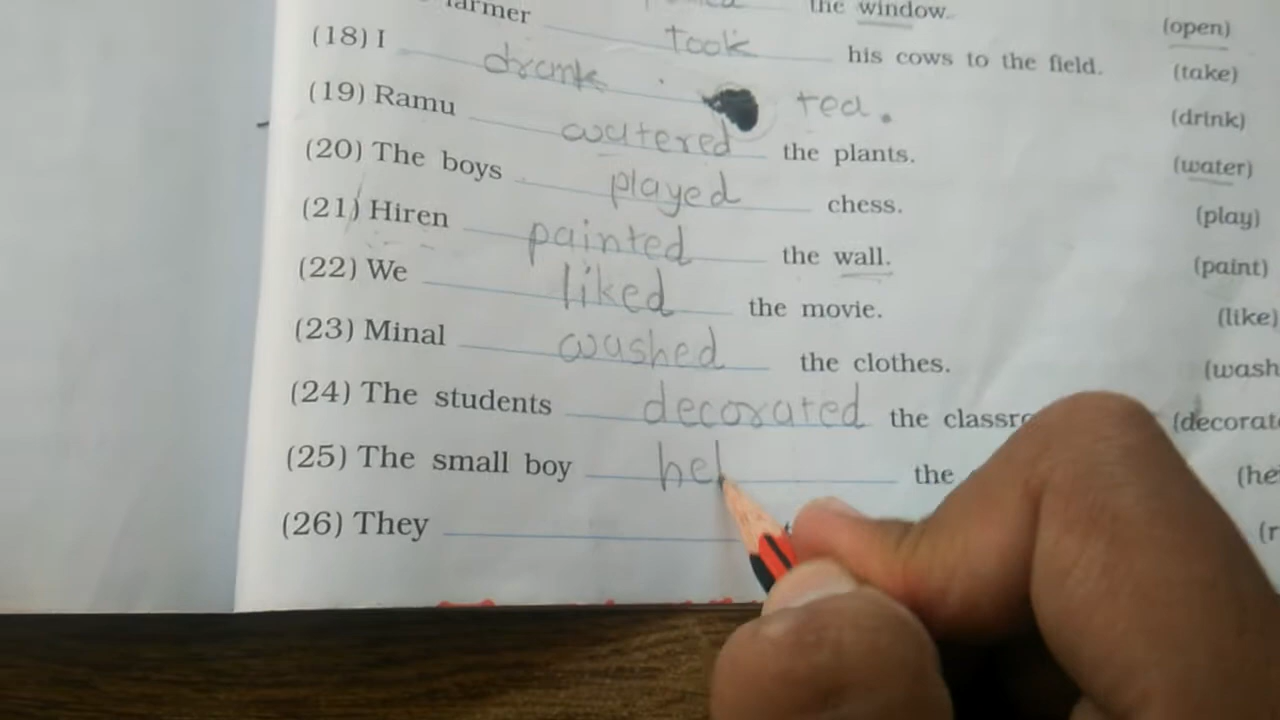 the window. (open)
farmer took his cows to the field. (take)
(18) I drank tea. (drink)
(19) Ramu watered the plants. (water)
(20) The boys played chess. (play)
(21) Hiren painted the wall. (paint)
(22) We liked the movie. (like)
(23) Minal washed the clothes. (wash
(24) The students decorated the classro (decorat
(25) The small boy hel the (he
(26) They (r